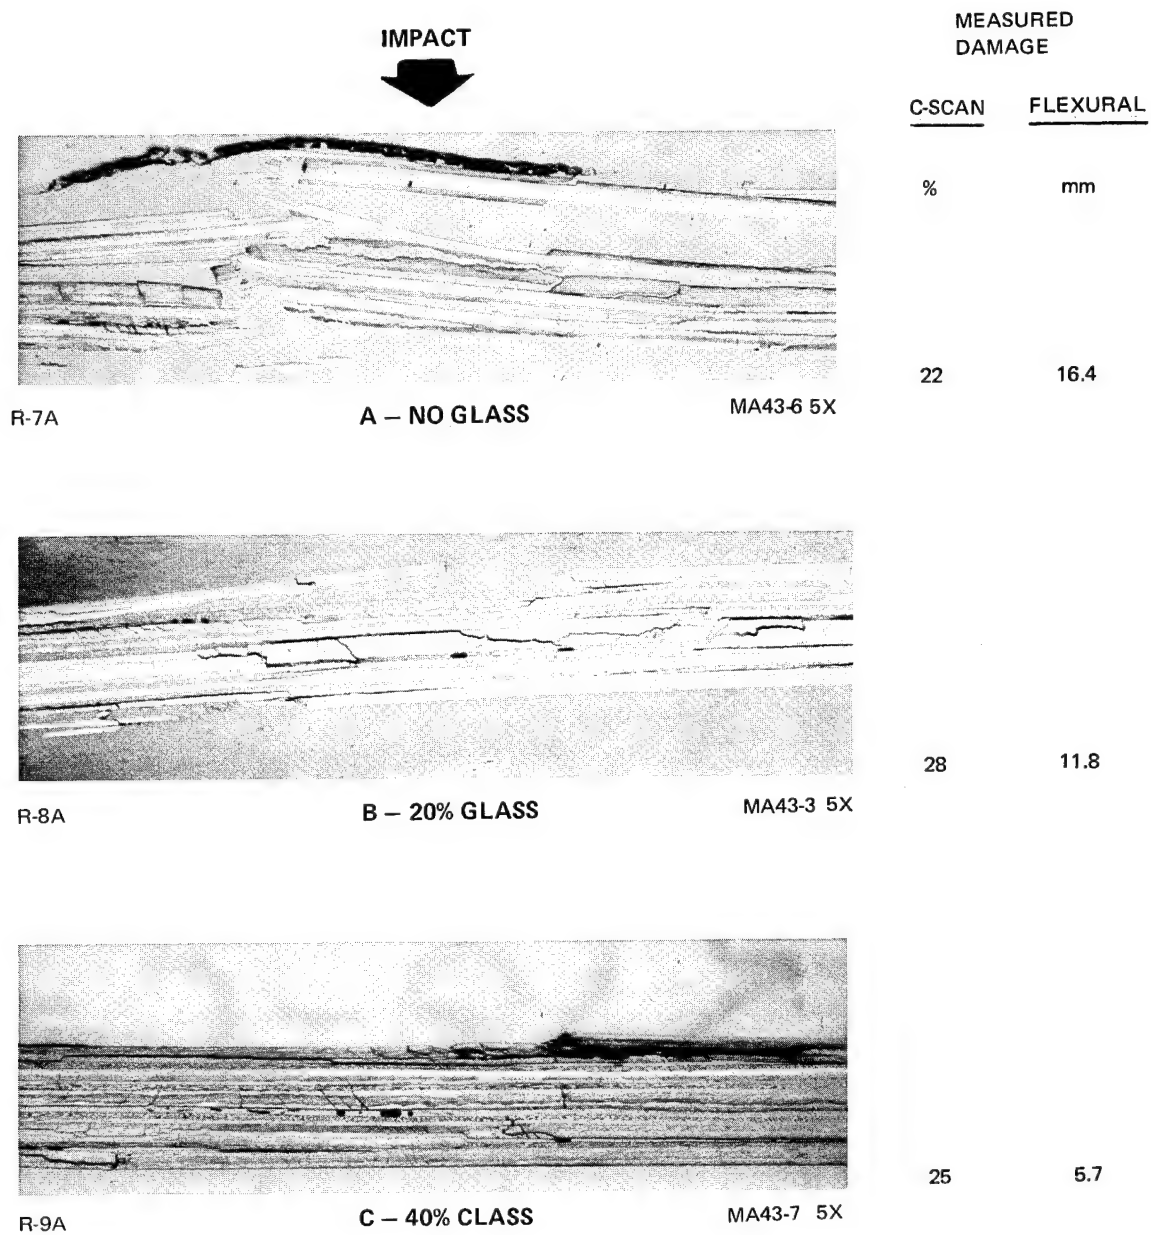 IMPACT
MEASURED
DAMAGE
C-SCAN FLEXURAL
% mm
22 16.4
R-7A A – NO GLASS MA43-6 5X
28 11.8
R-8A B – 20% GLASS MA43-3 5X
25 5.7
R-9A C – 40% CLASS MA43-7 5X